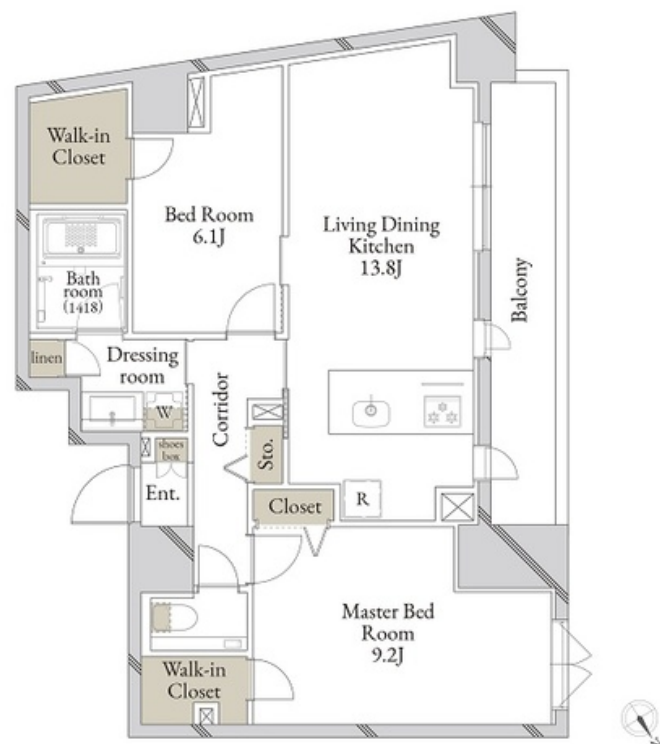 Walk-in
Closet
Bed Room
6.1J
Living Dining
Kitchen
13.8J
Balcony
Bath
room
(1418)
linen
Dressing
room
W
Corridor
shoes
box
Sto.
Ent.
Closet
R
Master Bed
Room
9.2J
Walk-in
Closet